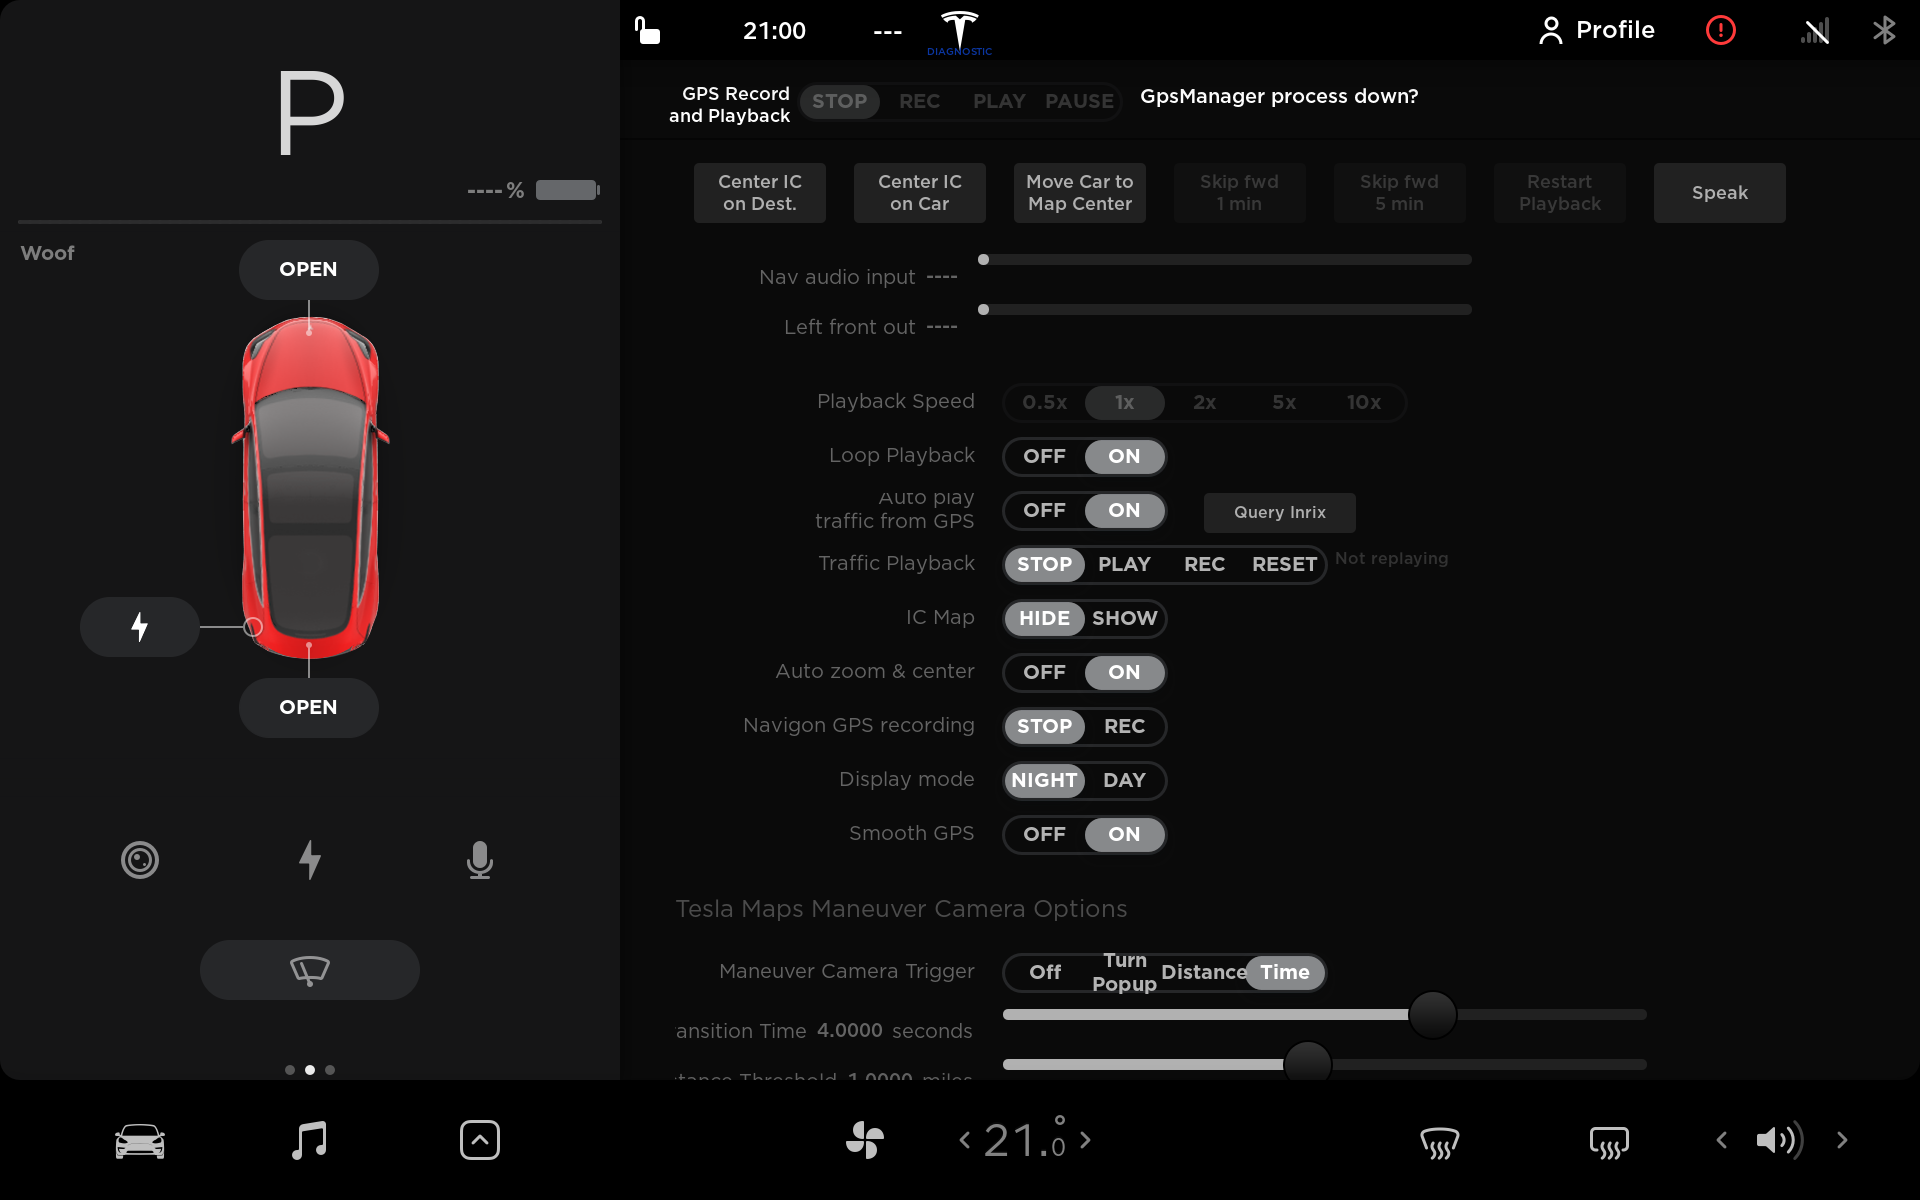 P
----%
Woof
OPEN
OPEN
21:00
---
DIAGNOSTIC
Profile
GPS Record
and Playback
STOP REC PLAY PAUSE
GpsManager process down?
Center IC
on Dest.
Center IC
on Car
Move Car to
Map Center
Skip fwd
1 min
Skip fwd
5 min
Restart
Playback
Speak
Nav audio input ----
Left front out ----
Playback Speed 0.5x 1x 2x 5x 10x
Loop Playback OFF ON
Auto play
traffic from GPS OFF ON Query Inrix
Traffic Playback STOP PLAY REC RESET Not replaying
IC Map HIDE SHOW
Auto zoom & center OFF ON
Navigon GPS recording STOP REC
Display mode NIGHT DAY
Smooth GPS OFF ON
Tesla Maps Maneuver Camera Options
Maneuver Camera Trigger Off Turn Popup Distance Time
ansition Time 4.0000 seconds
tance Threshold 1.0000 miles
21.0°